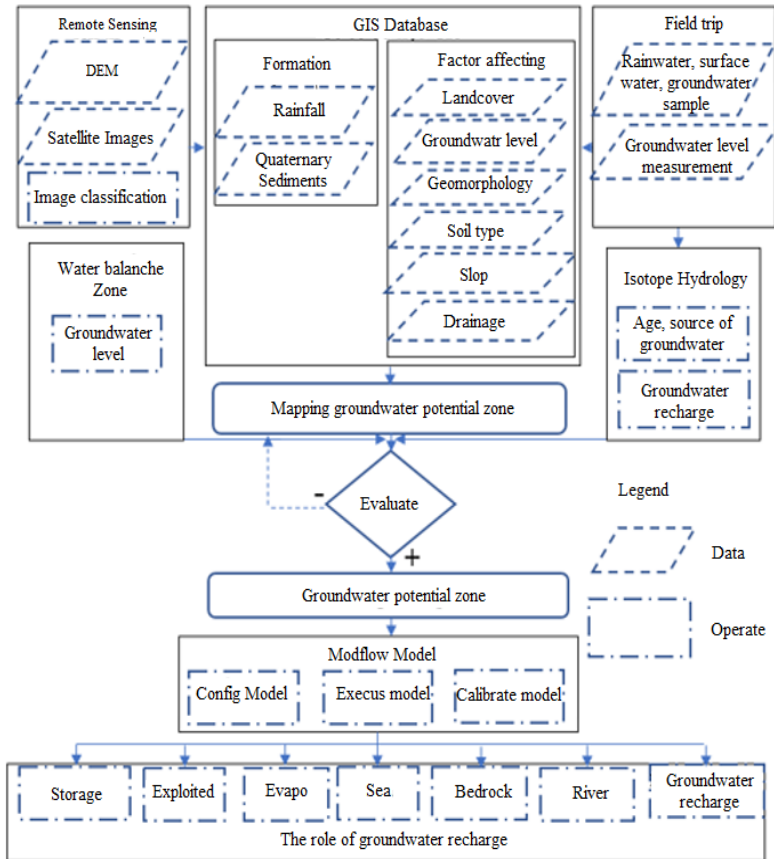 Remote Sensing
DEM
Satellite Images
Image classification
GIS Database
Formation
Rainfall
Quaternary
Sediments
Factor affecting
Landcover
Groundwatr level
Geomorphology
Soil type
Slop
Drainage
Field trip
Rainwater, surface
water, groundwater
sample
Groundwater level
measurement
Water balanche
Zone
Groundwater
level
Isotope Hydrology
Age, source of
groundwater
Groundwater
recharge
Mapping groundwater potential zone
Evaluate
-
+
Legend
Data
Operate
Groundwater potential zone
Modflow Model
Config Model
Execus model
Calibrate model
Storage
Exploited
Evapo
Sea
Bedrock
River
Groundwater
recharge
The role of groundwater recharge